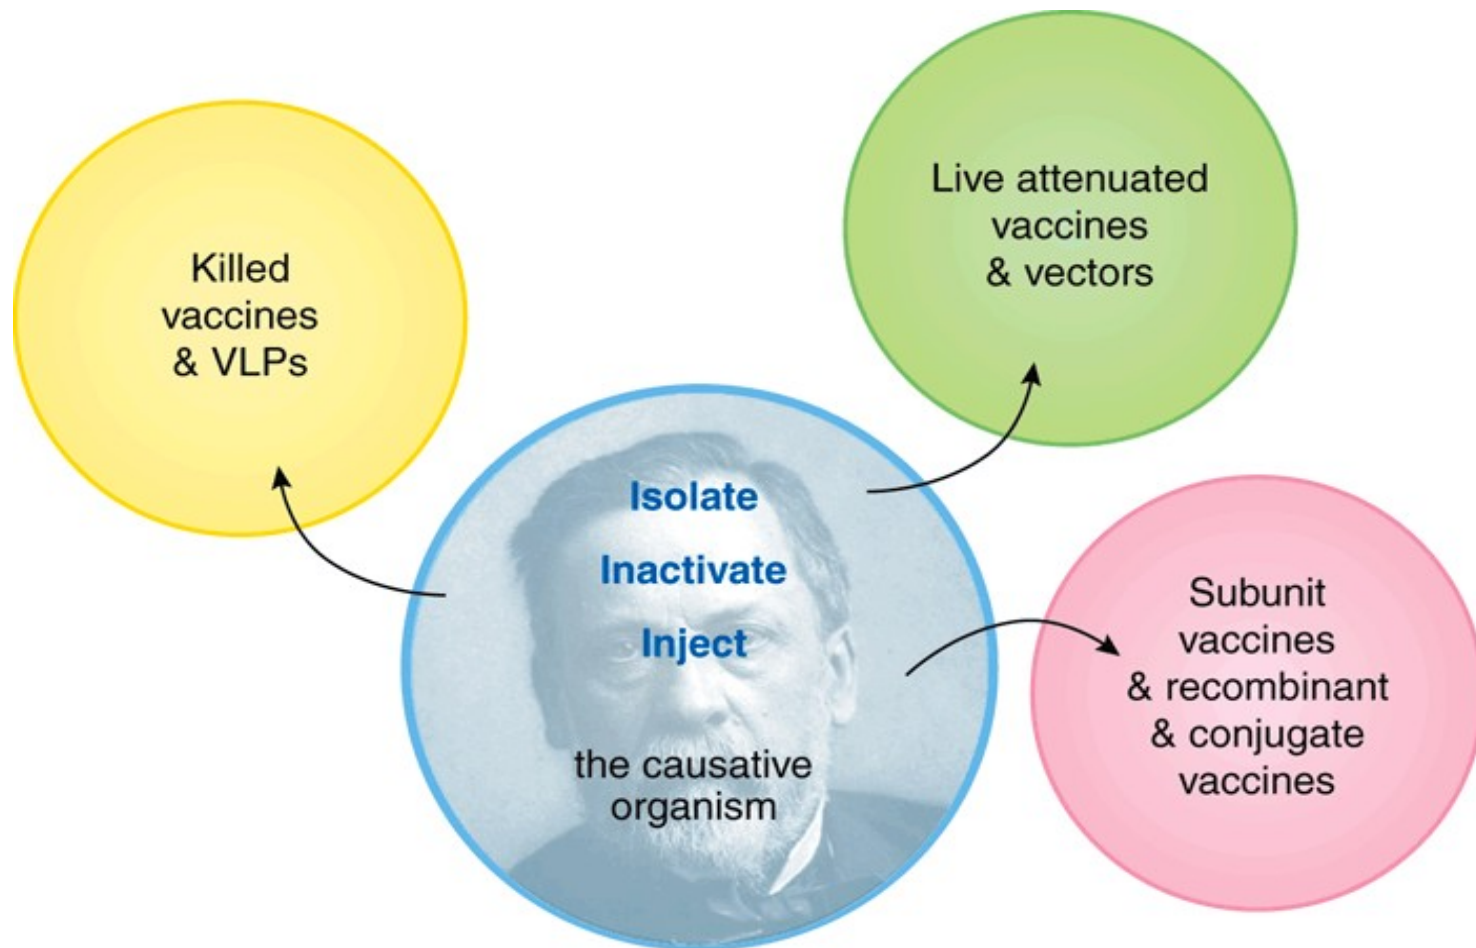 Killed
vaccines
& VLPs
Live attenuated
vaccines
& vectors
Isolate
Inactivate
Inject
the causative
organism
Subunit
vaccines
& recombinant
& conjugate
vaccines